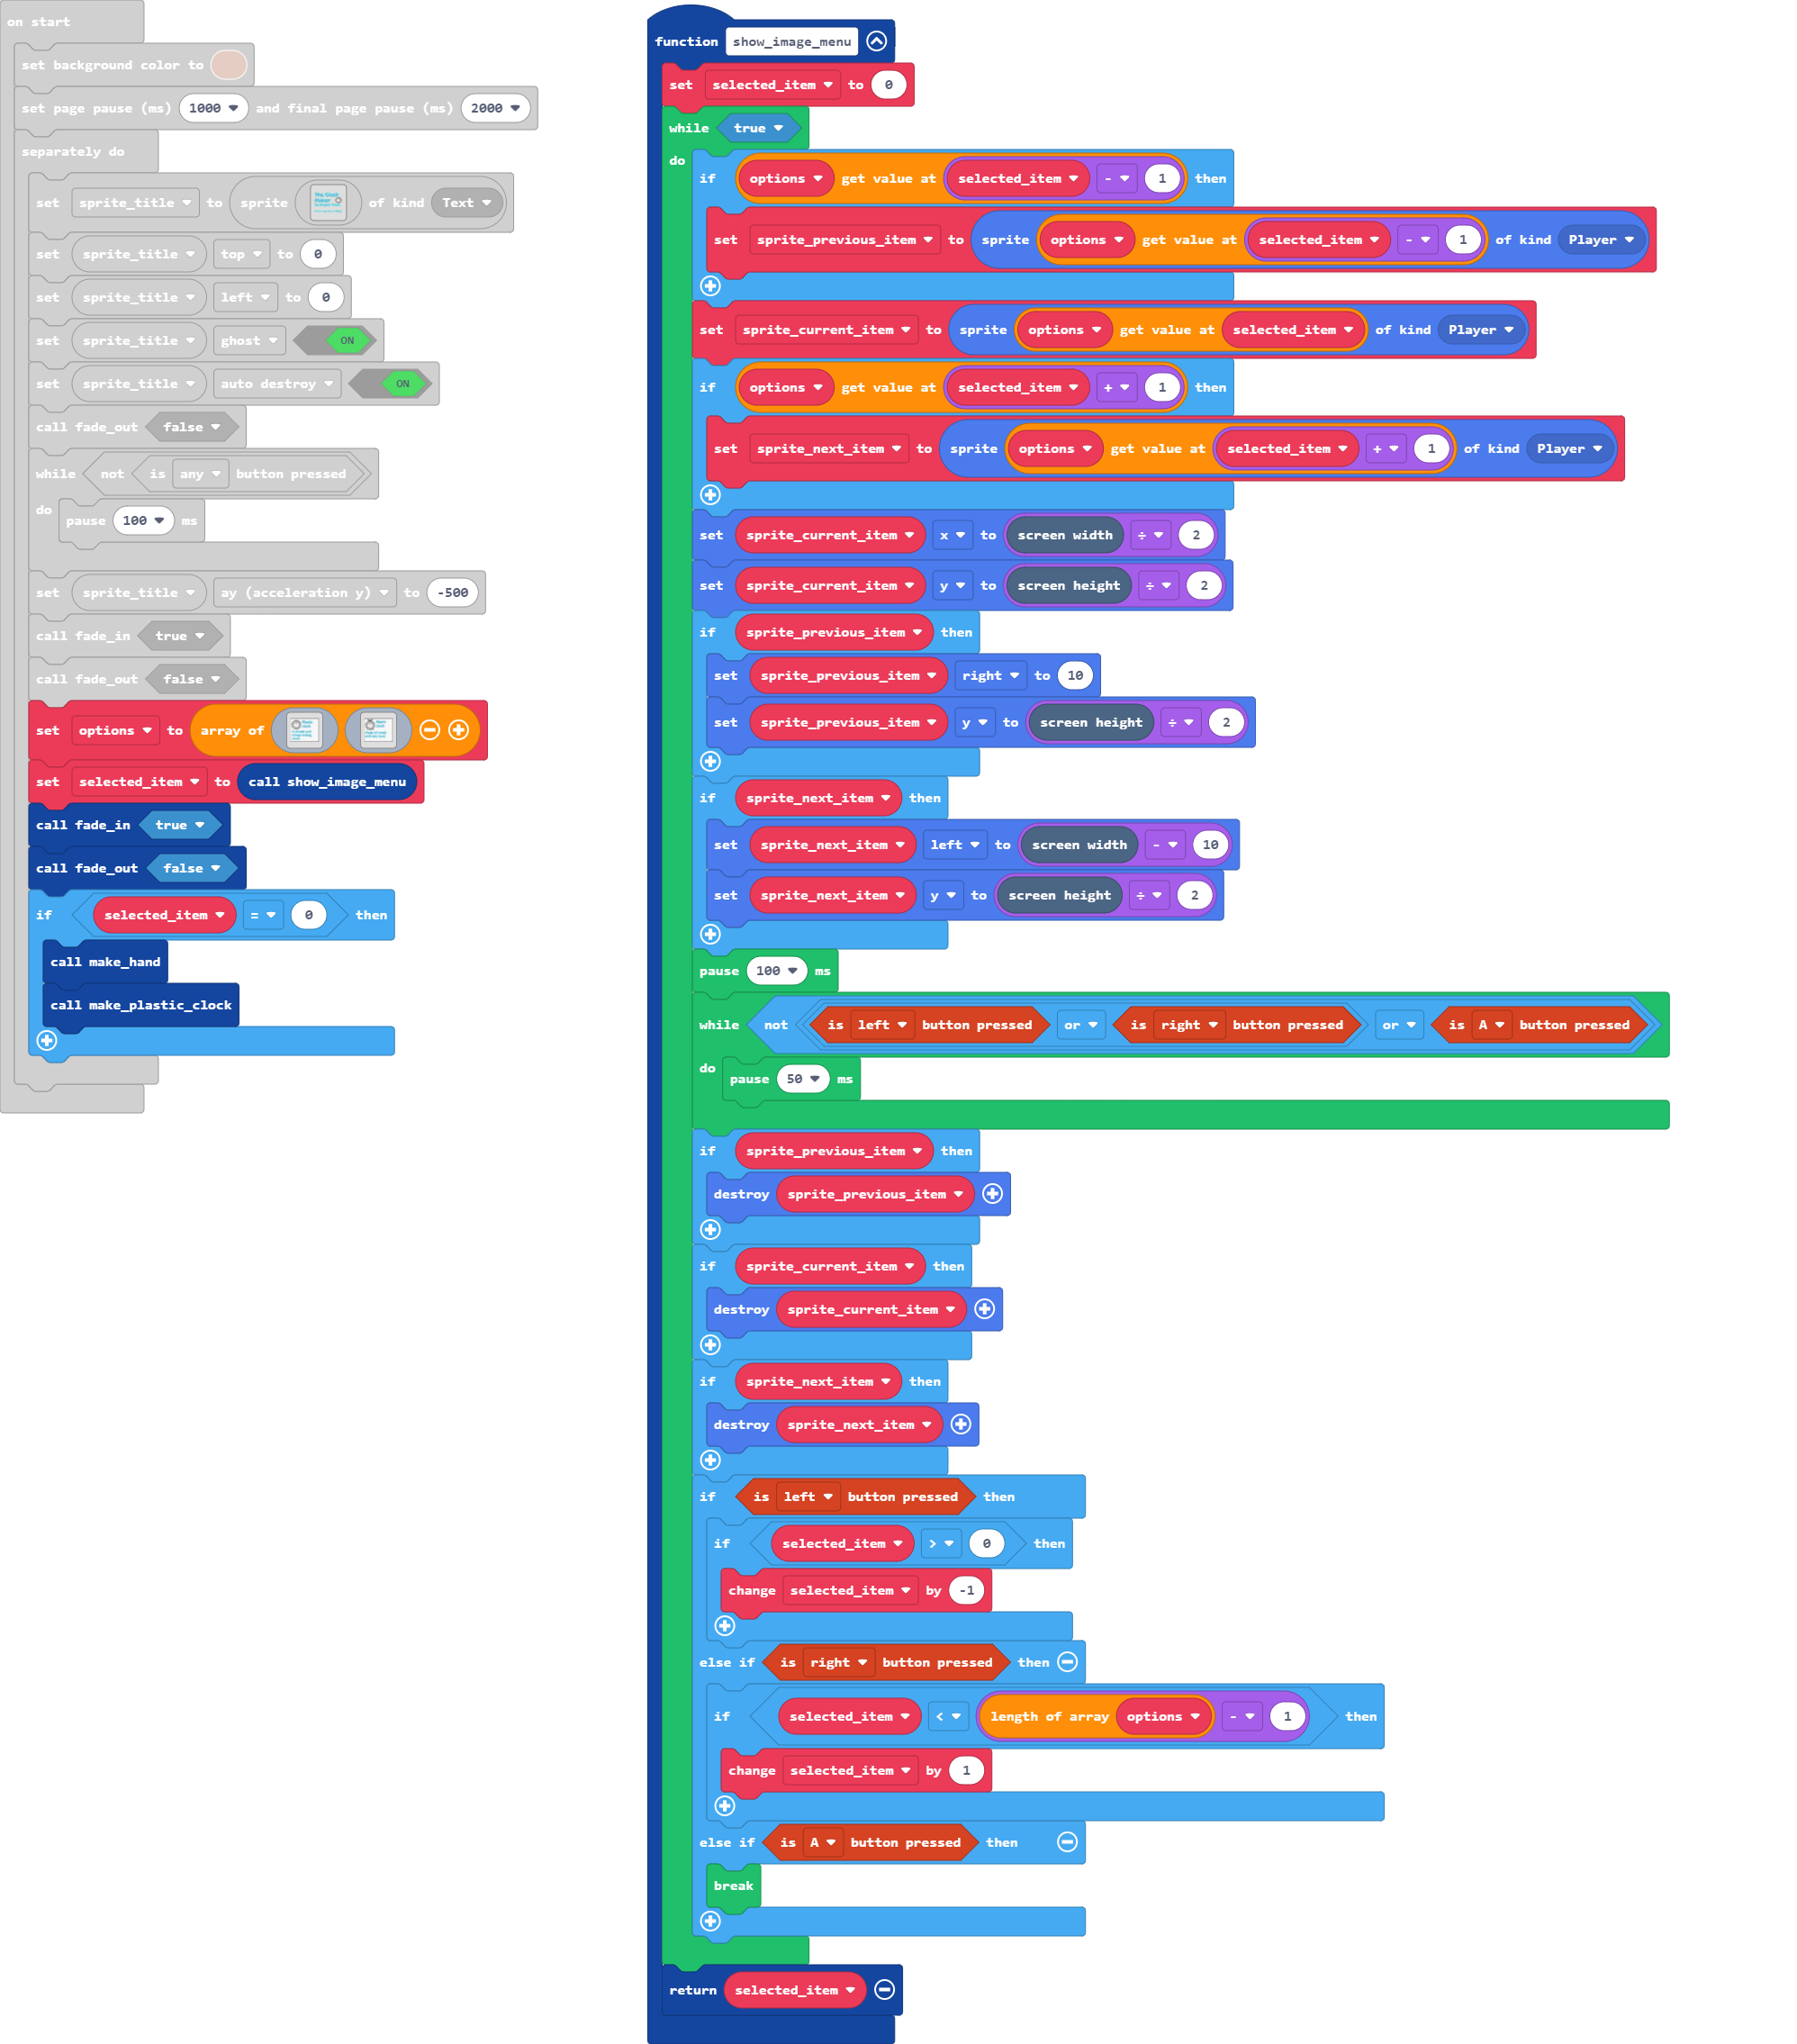 on start
set background color to
set page pause (ms) 1000 and final page pause (ms) 2000
separately do
set sprite_title to sprite of kind Text
set sprite_title top to 0
set sprite_title left to 0
set sprite_title ghost ON
set sprite_title auto destroy ON
call fade_out false
while not is any button pressed
do pause 100 ms
set sprite_title ay (acceleration y) to -500
call fade_in true
call fade_out false
set options to array of
set selected_item to call show_image_menu
call fade_in true
call fade_out false
if selected_item = 0 then
call make_hand
call make_plastic_clock
function show_image_menu
set selected_item to 0
while true
do
if options get value at selected_item - 1 then
set sprite_previous_item to sprite options get value at selected_item - 1 of kind Player
set sprite_current_item to sprite options get value at selected_item of kind Player
if options get value at selected_item + 1 then
set sprite_next_item to sprite options get value at selected_item + 1 of kind Player
set sprite_current_item x to screen width ÷ 2
set sprite_current_item y to screen height ÷ 2
if sprite_previous_item then
set sprite_previous_item right to 10
set sprite_previous_item y to screen height ÷ 2
if sprite_next_item then
set sprite_next_item left to screen width - 10
set sprite_next_item y to screen height ÷ 2
pause 100 ms
while not is left button pressed or is right button pressed or is A button pressed
do pause 50 ms
if sprite_previous_item then
destroy sprite_previous_item
if sprite_current_item then
destroy sprite_current_item
if sprite_next_item then
destroy sprite_next_item
if is left button pressed then
if selected_item > 0 then
change selected_item by -1
else if is right button pressed then
if selected_item < length of array options - 1 then
change selected_item by 1
else if is A button pressed then
break
return selected_item